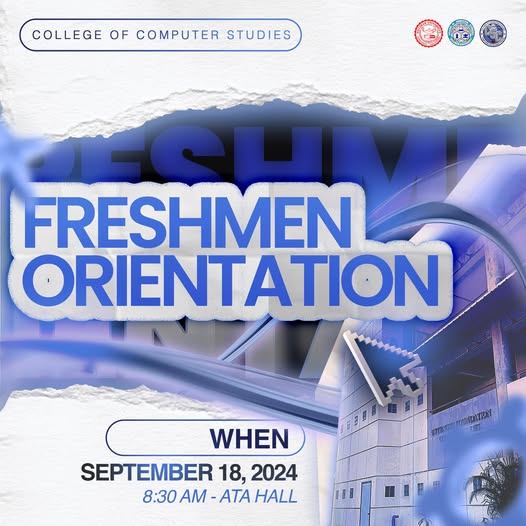 COLLEGE OF COMPUTER STUDIES
FRESHMEN
ORIENTATION
WHEN
SEPTEMBER 18, 2024
8:30 AM - ATA HALL